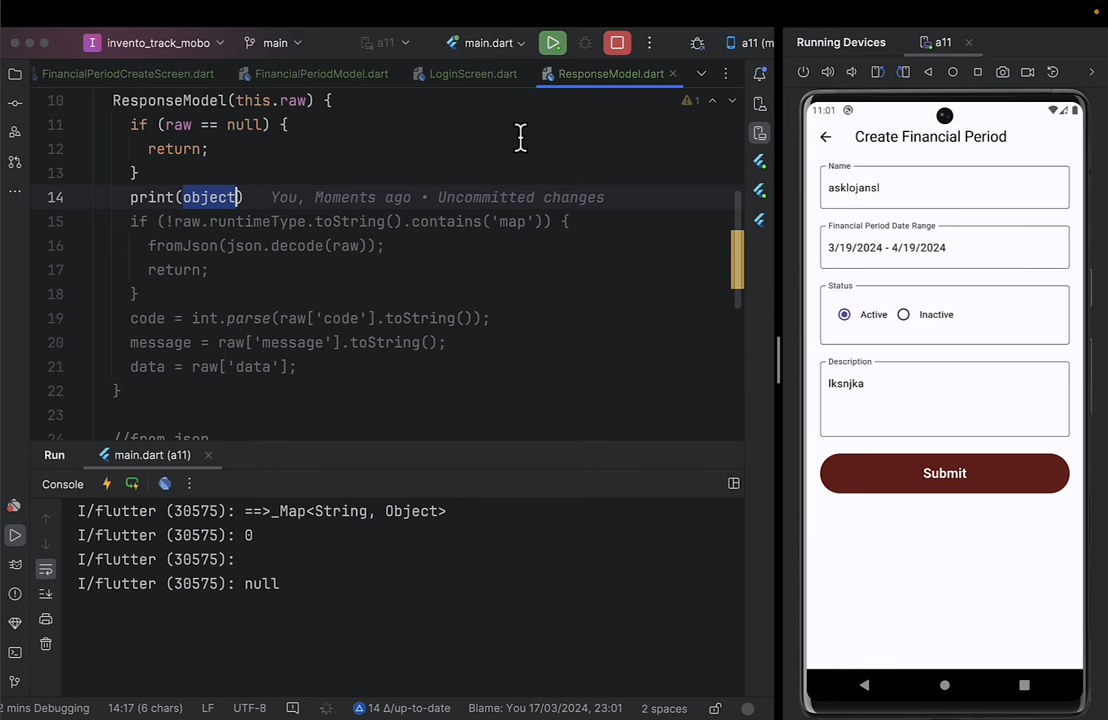 invento_track_mobo
main
a11
main.dart
a11 (m
Running Devices
a11
FinancialPeriodCreateScreen.dart
FinancialPeriodModel.dart
LoginScreen.dart
ResponseModel.dart
10 ResponseModel(this.raw) {
1
11 if (raw == null) {
12 return;
13 }
14 print(object) You, Moments ago • Uncommitted changes
15 if (!raw.runtimeType.toString().contains('map')) {
16 fromJson(json.decode(raw));
17 return;
18 }
19 code = int.parse(raw['code'].toString());
20 message = raw['message'].toString();
21 data = raw['data'];
22 }
23
24 //from json
Run
main.dart (a11)
Console
I/flutter (30575): ==>_Map<String, Object>
I/flutter (30575): 0
I/flutter (30575):
I/flutter (30575): null
2 mins Debugging
14:17 (6 chars)
LF
UTF-8
14 Δ/up-to-date
Blame: You 17/03/2024, 23:01
2 spaces
11:01
Create Financial Period
Name
asklojansl
Financial Period Date Range
3/19/2024 - 4/19/2024
Status
Active
Inactive
Description
lksnjka
Submit